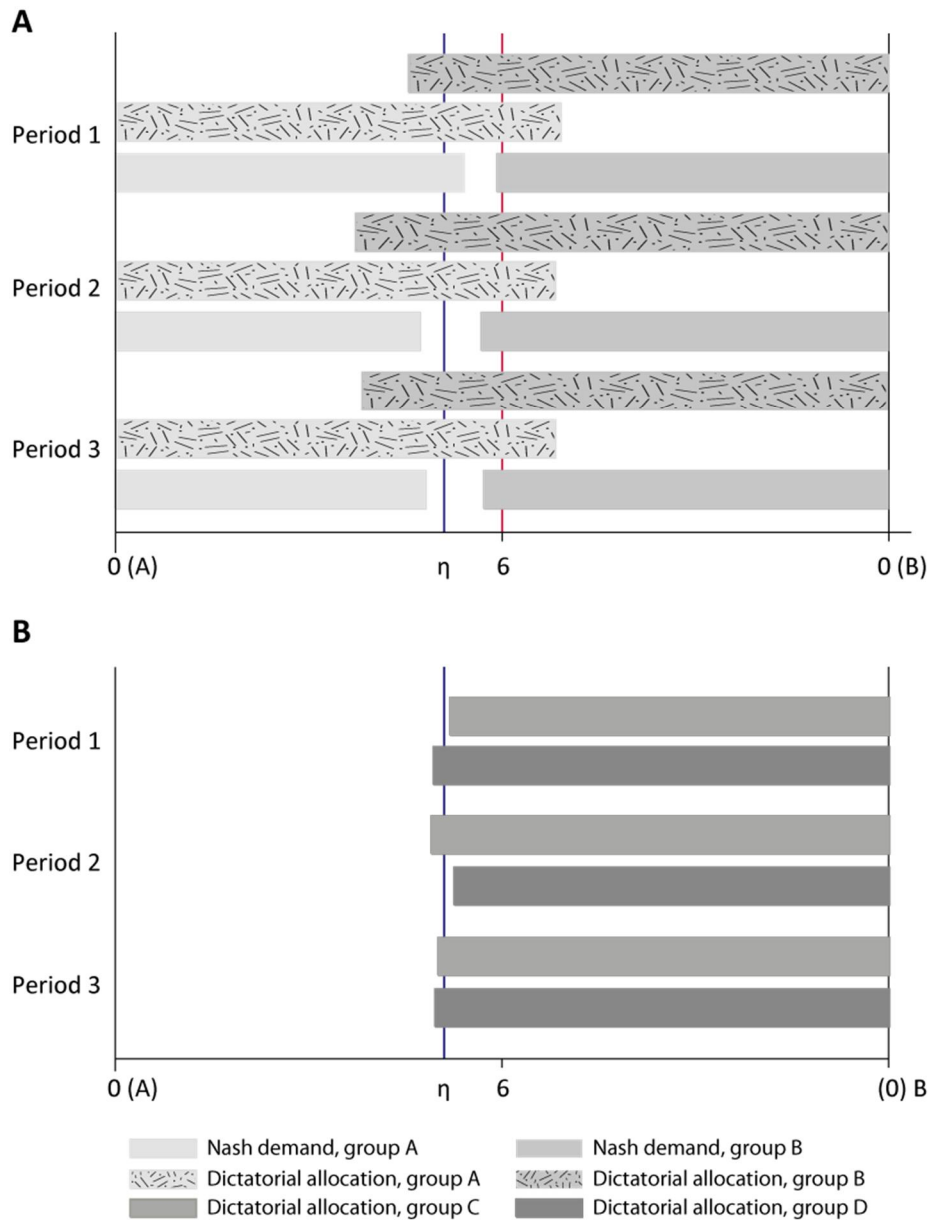 A
Period 1
Period 2
Period 3
0 (A) η 6 0 (B)
B
Period 1
Period 2
Period 3
0 (A) η 6 (0) B
Nash demand, group A Nash demand, group B
Dictatorial allocation, group A Dictatorial allocation, group B
Dictatorial allocation, group C Dictatorial allocation, group D